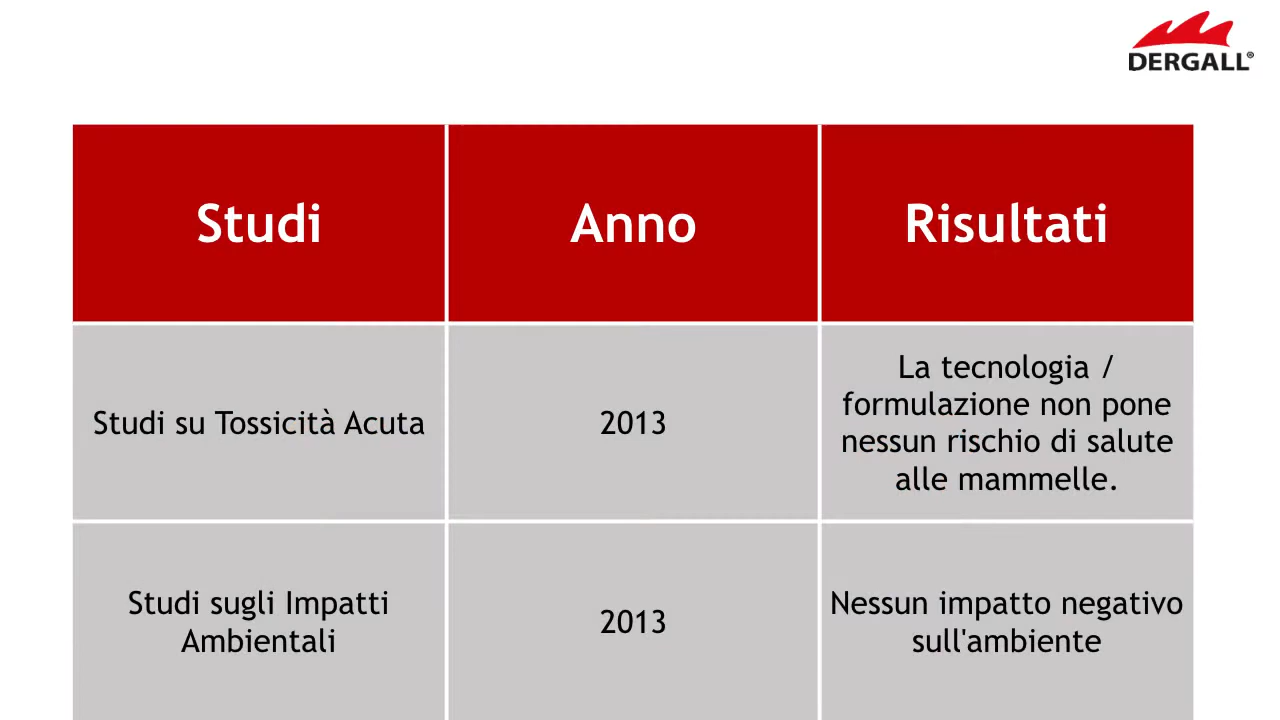 DERGALL®
Studi
Anno
Risultati
Studi su Tossicità Acuta
2013
La tecnologia /
formulazione non pone
nessun rischio di salute
alle mammelle.
Studi sugli Impatti
Ambientali
2013
Nessun impatto negativo
sull'ambiente